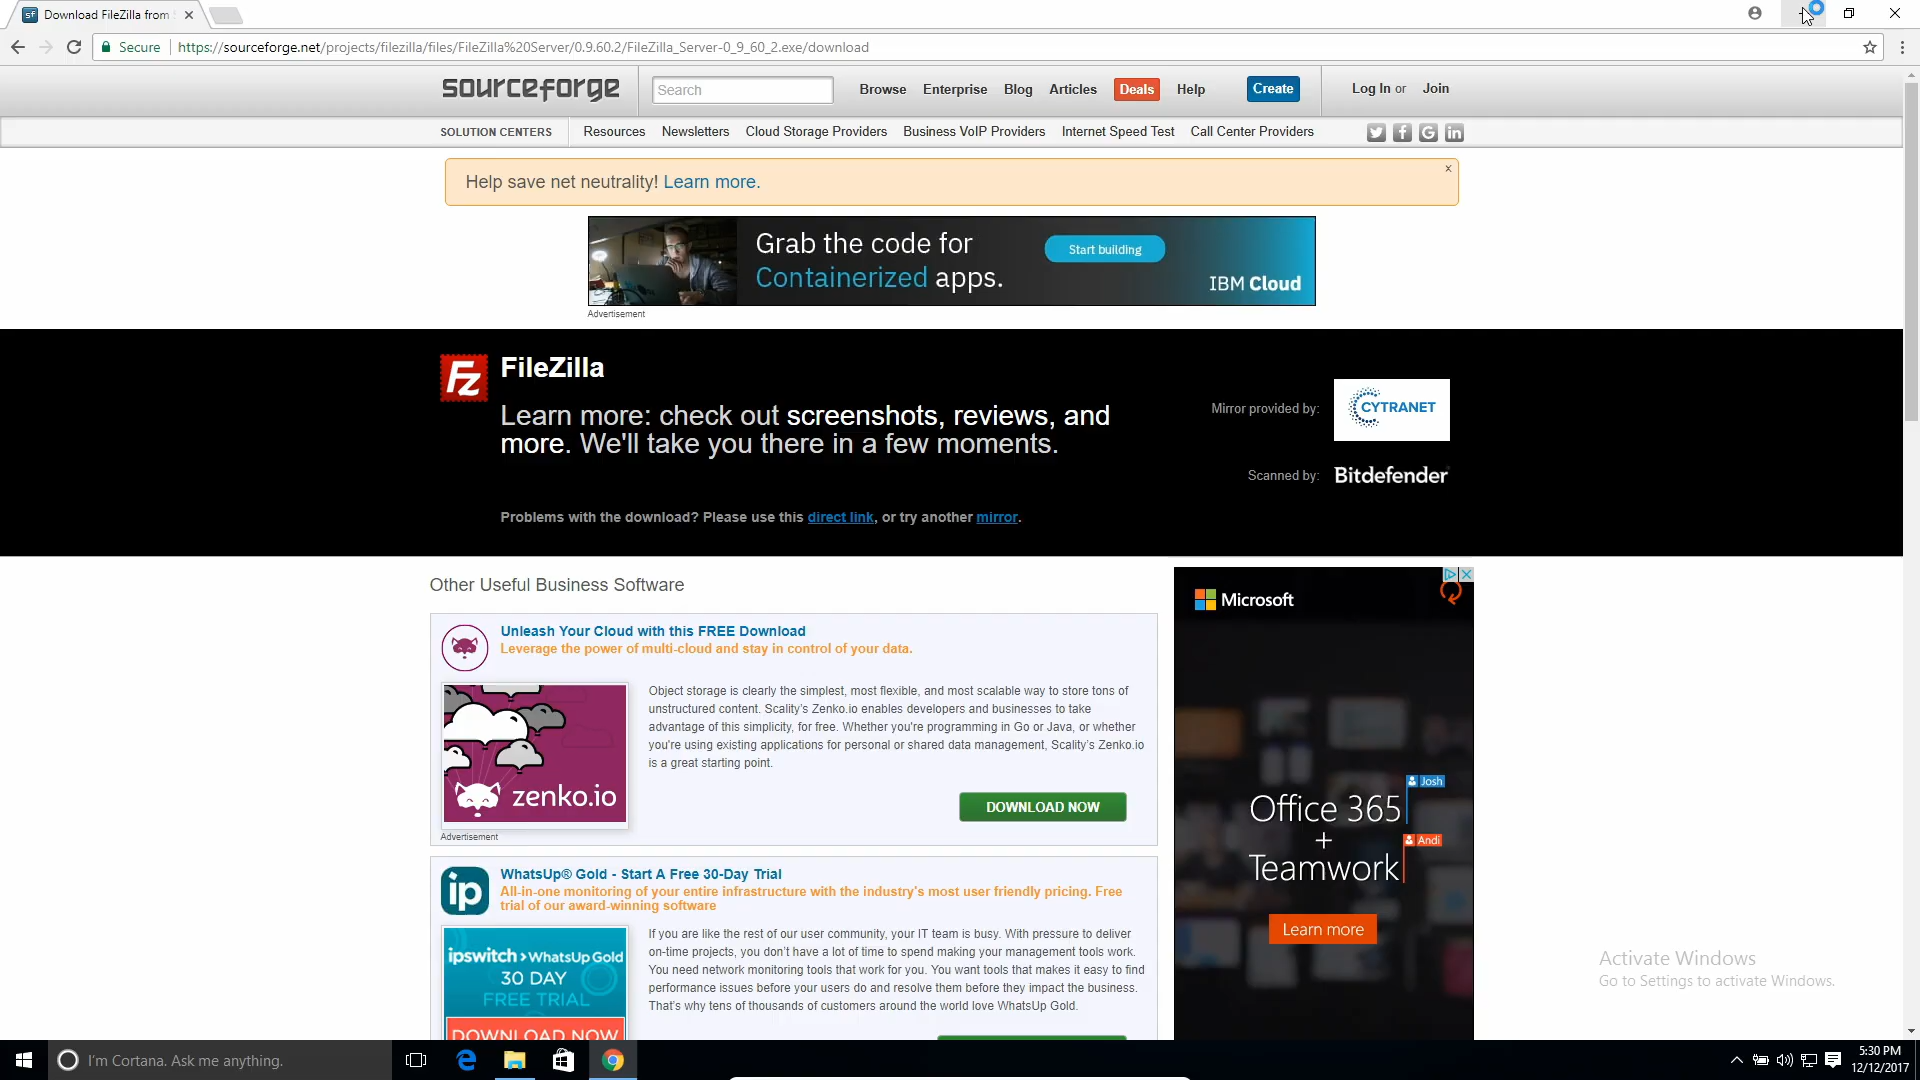 Download FileZilla from
Secure
https://sourceforge.net/projects/filezilla/files/FileZilla%20Server/0.9.60.2/FileZilla_Server-0_9_60_2.exe/download
sourceforge
Search
Browse
Enterprise
Blog
Articles
Deals
Help
Create
Log In or
Join
SOLUTION CENTERS
Resources
Newsletters
Cloud Storage Providers
Business VoIP Providers
Internet Speed Test
Call Center Providers
Help save net neutrality! Learn more.
x
Grab the code for
Containerized apps.
Start building
IBM Cloud
Advertisement
FileZilla
Learn more: check out screenshots, reviews, and
more. We'll take you there in a few moments.
Mirror provided by:
CYTRANET
Scanned by:
Bitdefender
Problems with the download? Please use this direct link, or try another mirror.
Other Useful Business Software
Unleash Your Cloud with this FREE Download
Leverage the power of multi-cloud and stay in control of your data.
Object storage is clearly the simplest, most flexible, and most scalable way to store tons of
unstructured content. Scality's Zenko.io enables developers and businesses to take
advantage of this simplicity, for free. Whether you're programming in Go or Java, or whether
you're using existing applications for personal or shared data management, Scality's Zenko.io
is a great starting point.
zenko.io
DOWNLOAD NOW
Advertisement
WhatsUp® Gold - Start A Free 30-Day Trial
All-in-one monitoring of your entire infrastructure with the industry's most user friendly pricing. Free
trial of our award-winning software
If you are like the rest of our user community, your IT team is busy. With pressure to deliver
on-time projects, you don't have a lot of time to spend making your management tools work.
You need network monitoring tools that work for you. You want tools that makes it easy to find
performance issues before your users do and resolve them before they impact the business.
That's why tens of thousands of customers around the world love WhatsUp Gold.
ip
ipswitch WhatsUp Gold
30 DAY
FREE TRIAL
DOWNLOAD NOW
Microsoft
Office 365
+
Teamwork
Josh
Andi
Learn more
Activate Windows
Go to Settings to activate Windows.
I'm Cortana. Ask me anything.
5:30 PM
12/12/2017